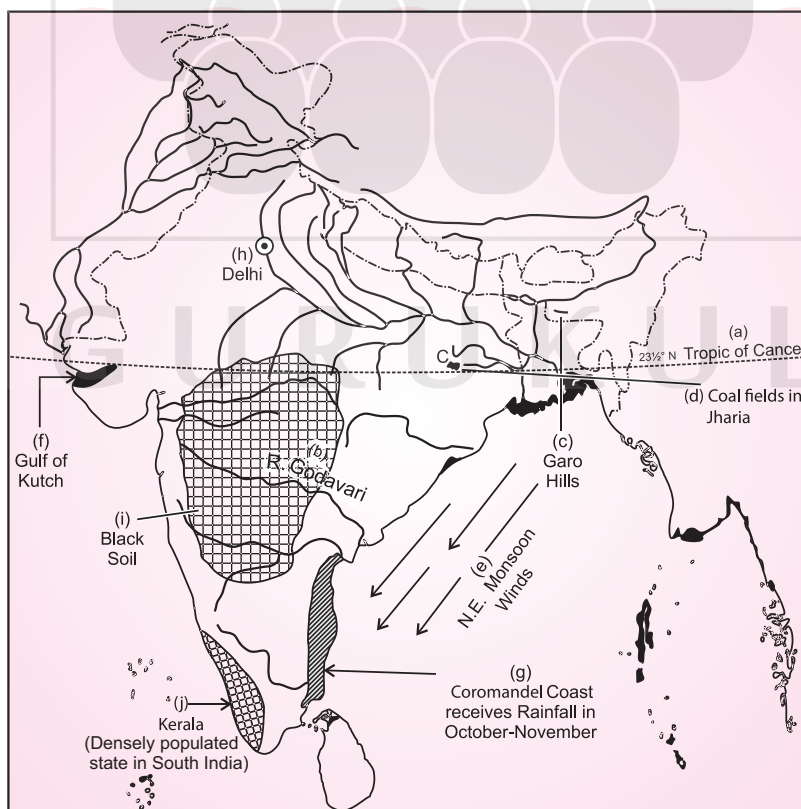 (h)
Delhi
GURUKUL
(a)
23½° N Tropic of Cance
C
(d) Coal fields in
Jharia
(f)
Gulf of
Kutch
(c)
Garo
Hills
(b)
R. Godavari
(i)
Black
Soil
(e)
N.E. Monsoon
Winds
(g)
Coromandel Coast
receives Rainfall in
October-November
(j)
Kerala
(Densely populated
state in South India)